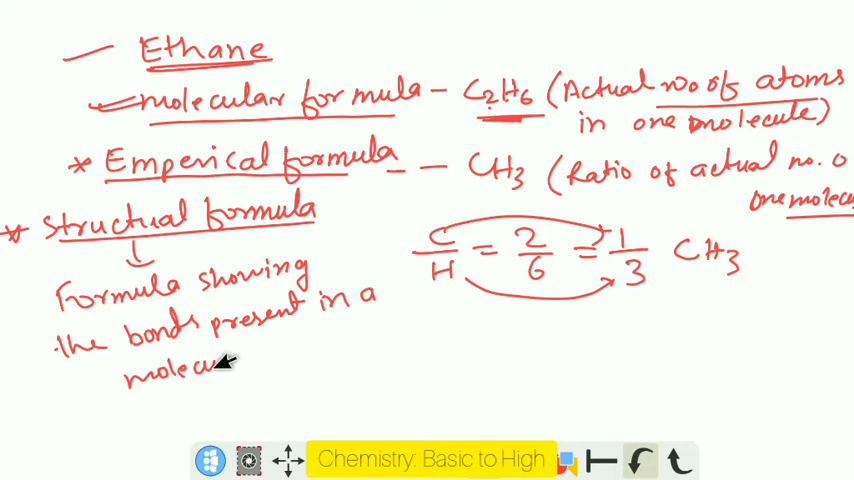 Ethane
molecular formula - C2H6 (Actual no of atoms
in one molecule)
* Emperical formula - CH3 (Ratio of actual no. o
one molecu
* Structual formula
C/H = 2/6 = 1/3 CH3
Formula showing
the bonds present in a
molecu
Chemistry: Basic to High